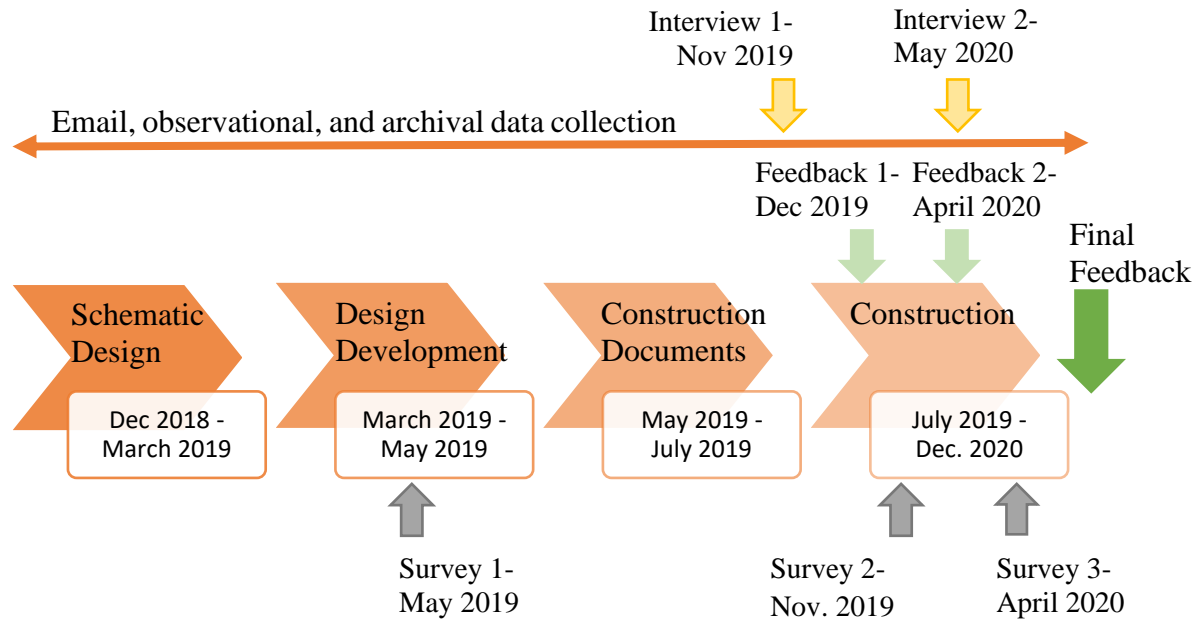 Interview 1-
Nov 2019
Interview 2-
May 2020
Email, observational, and archival data collection
Feedback 1-
Dec 2019
Feedback 2-
April 2020
Final
Feedback
Schematic
Design
Design
Development
Construction
Documents
Construction
Dec 2018 -
March 2019
March 2019 -
May 2019
May 2019 -
July 2019
July 2019 -
Dec. 2020
Survey 1-
May 2019
Survey 2-
Nov. 2019
Survey 3-
April 2020